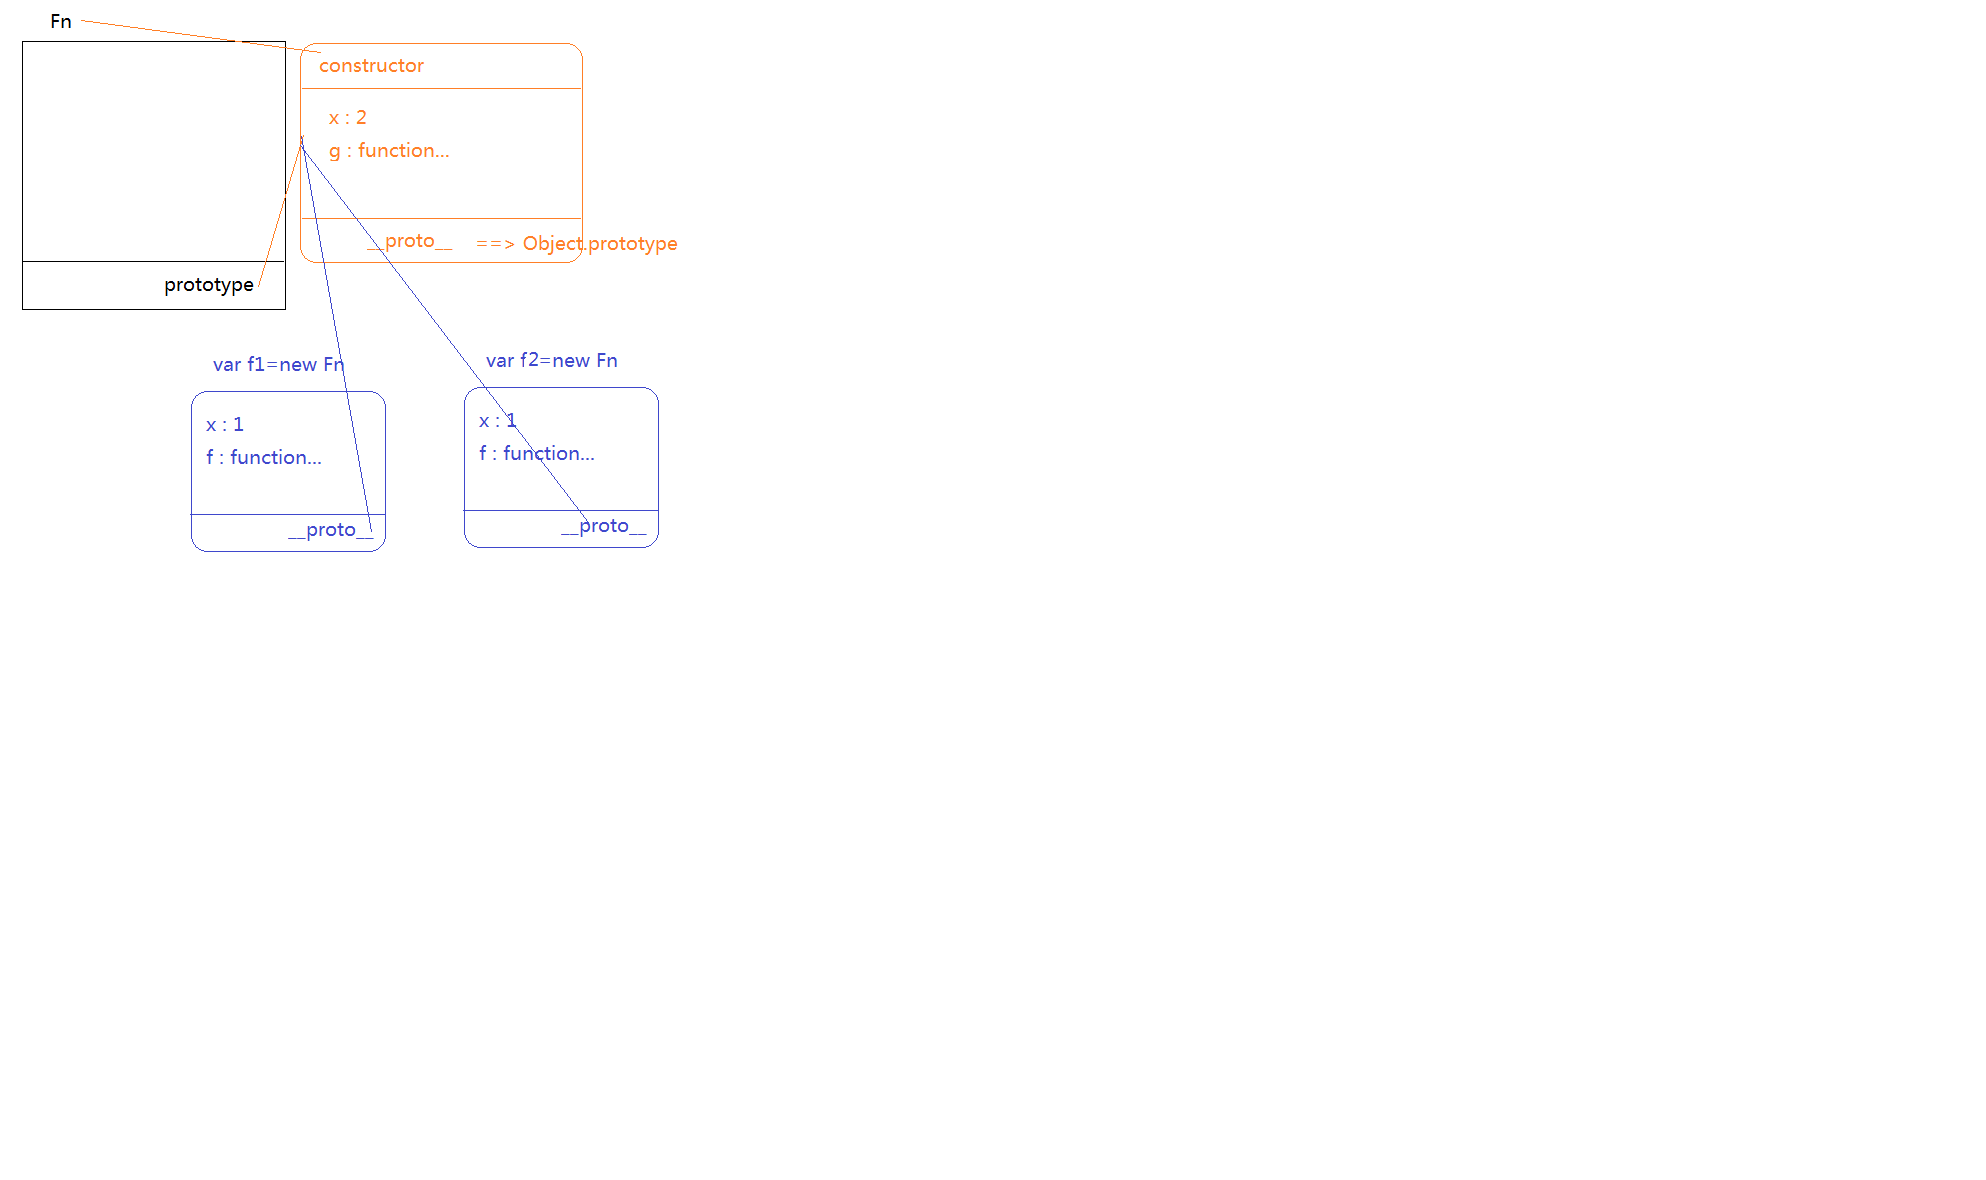 Fn
constructor
x : 2
g : function...
__proto__ ==> Object.prototype
prototype
var f1=new Fn
x : 1
f : function...
__proto__
var f2=new Fn
x : 1
f : function...
__proto__